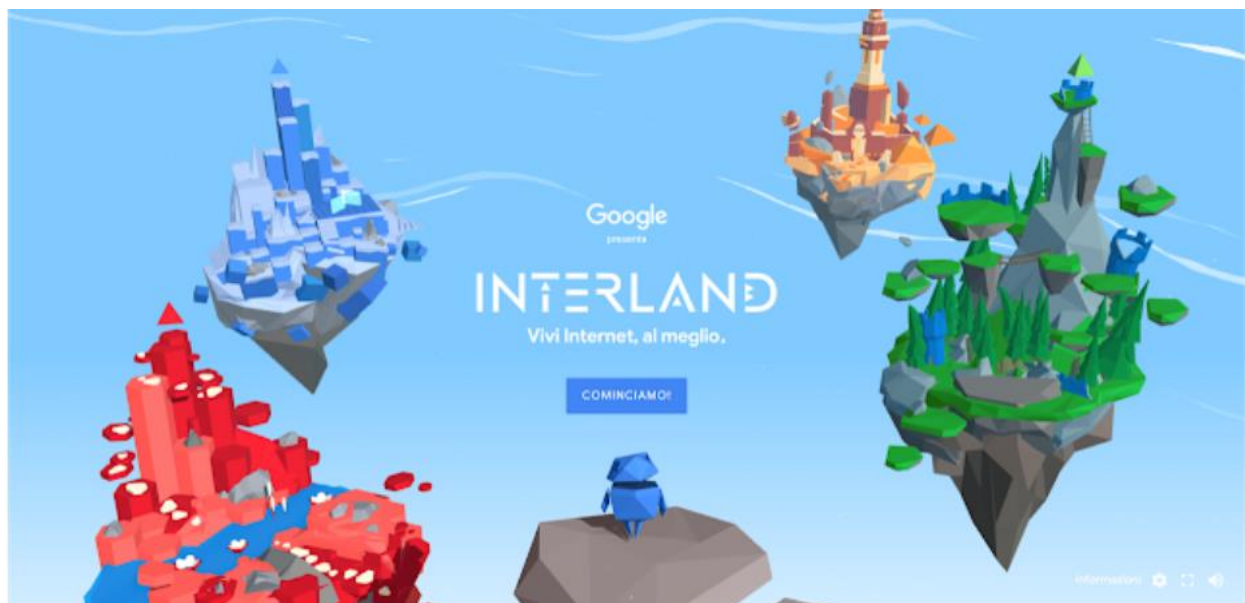 Google
presenta
INTERLAND
Vivi Internet, al meglio.
COMINCIAMO!
Informazioni